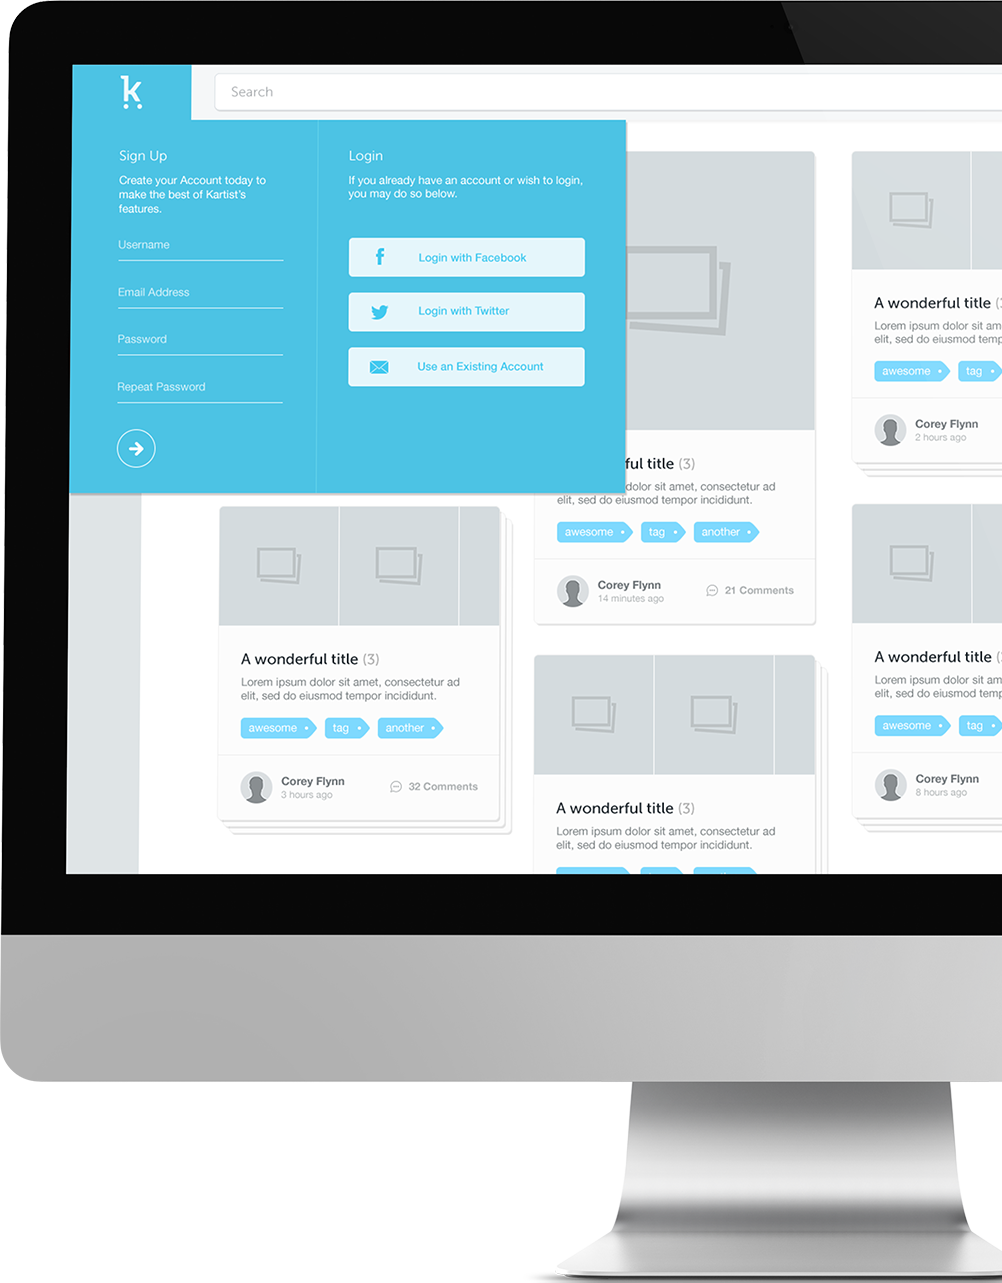 k
Search
Sign Up
Create your Account today to
make the best of Kartist's
features.
Username
Email Address
Password
Repeat Password
Login
If you already have an account or wish to login,
you may do so below.
Login with Facebook
Login with Twitter
Use an Existing Account
ful title (3)
dolor sit amet, consectetur ad
elit, sed do eiusmod tempor incididunt.
awesome tag another
Corey Flynn
14 minutes ago
21 Comments
A wonderful title (3)
Lorem ipsum dolor sit amet, consectetur ad
elit, sed do eiusmod tempor incididunt.
awesome tag another
Corey Flynn
3 hours ago
32 Comments
A wonderful title (3)
Lorem ipsum dolor sit amet, consectetur ad
elit, sed do eiusmod tempor incididunt.
A wonderful title
Lorem ipsum dolor sit am
elit, sed do eiusmod temp
awesome tag
Corey Flynn
2 hours ago
A wonderful title
Lorem ipsum dolor sit am
elit, sed do eiusmod temp
awesome tag
Corey Flynn
8 hours ago